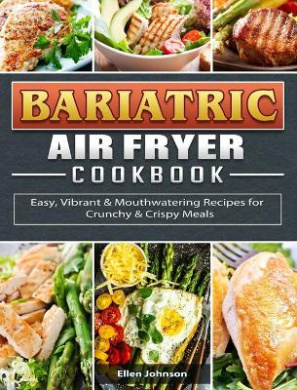 BARIATRIC
AIR FRYER
COOKBOOK
Easy, Vibrant & Mouthwatering Recipes for
Crunchy & Crispy Meals
Ellen Johnson